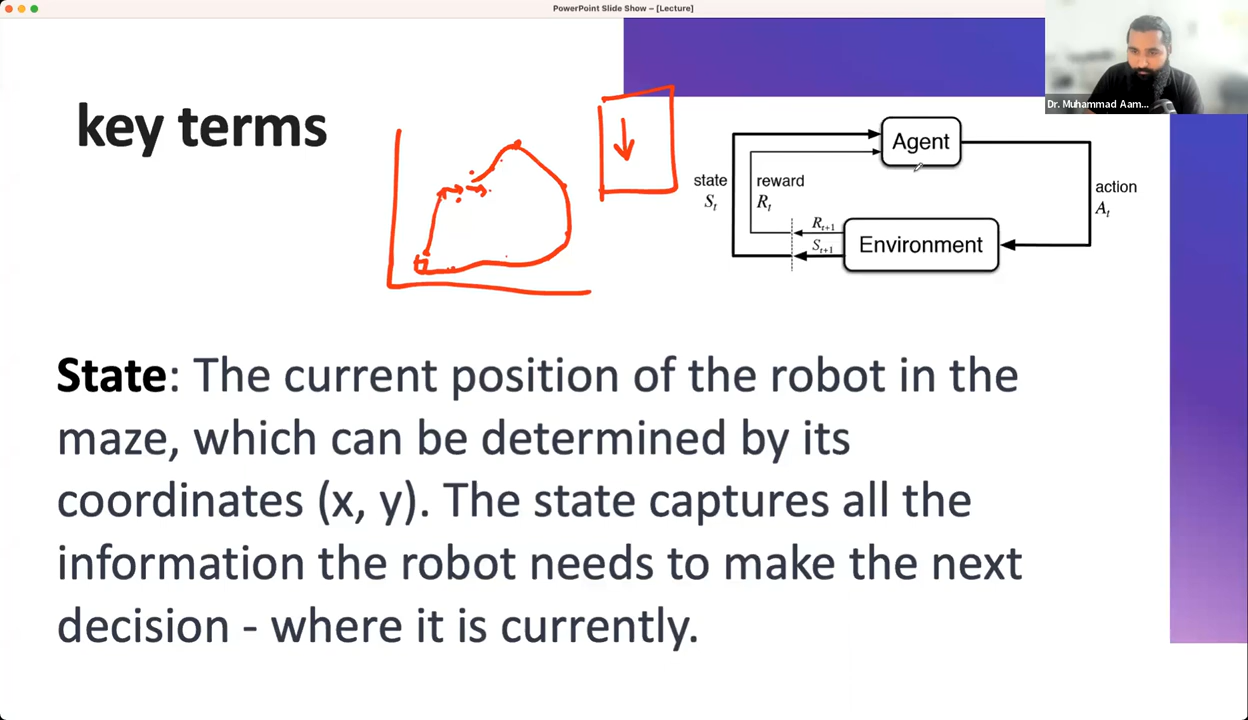 PowerPoint Slide Show – [Lecture]
Dr. Muhammad Aam...
key terms
Agent
state
S_t
reward
R_t
action
A_t
R_{t+1}
S_{t+1}
Environment
State: The current position of the robot in the
maze, which can be determined by its
coordinates (x, y). The state captures all the
information the robot needs to make the next
decision - where it is currently.